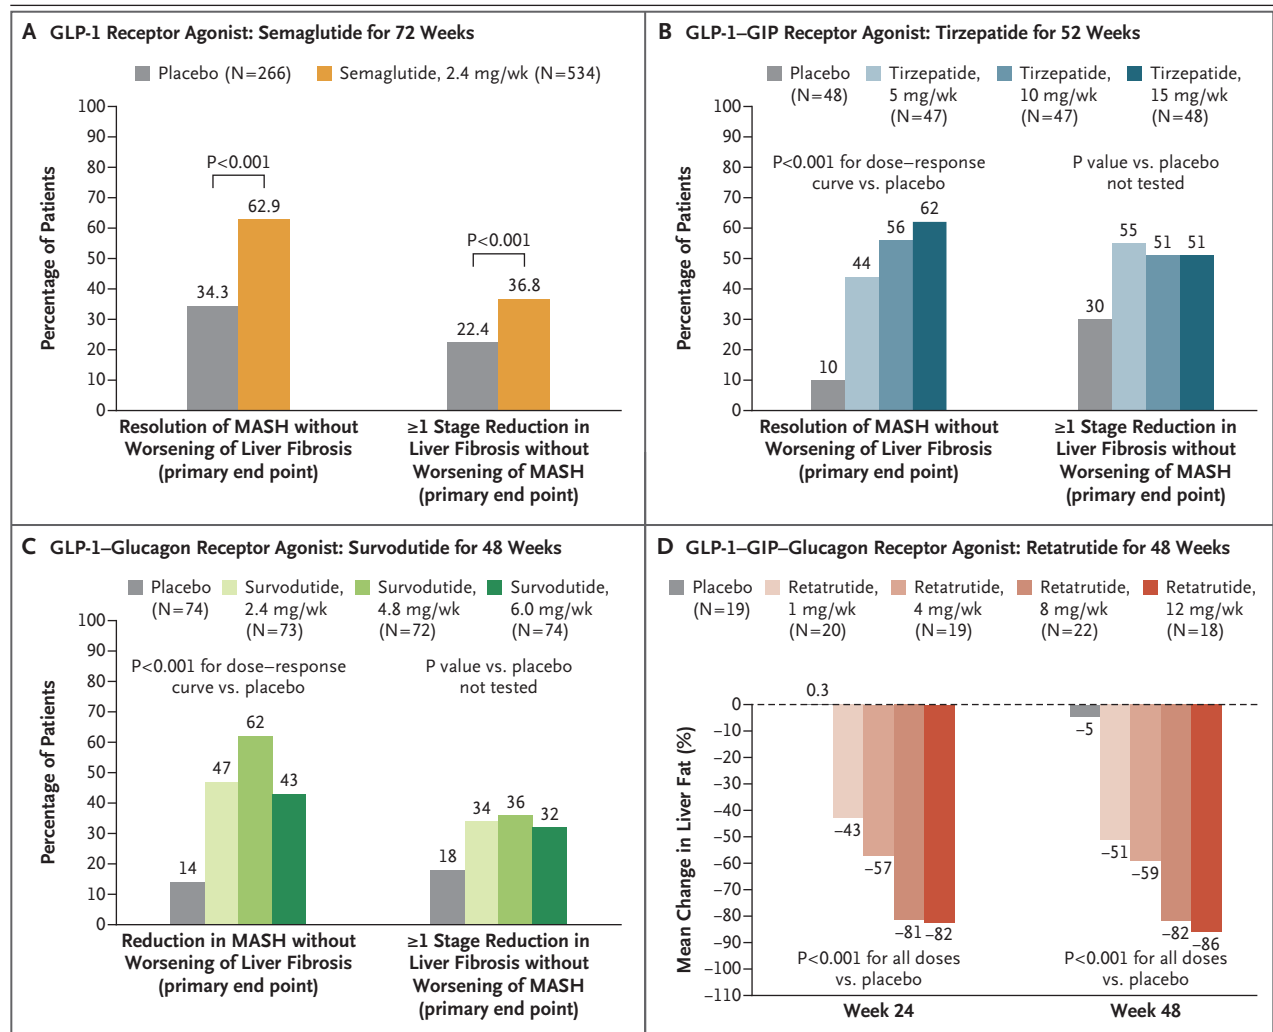 A GLP-1 Receptor Agonist: Semaglutide for 72 Weeks
Placebo (N=266) Semaglutide, 2.4 mg/wk (N=534)
Percentage of Patients
100
90
80
70
60
50
40
30
20
10
0
P<0.001
34.3
62.9
P<0.001
22.4
36.8
Resolution of MASH without
Worsening of Liver Fibrosis
(primary end point)
≥1 Stage Reduction in
Liver Fibrosis without
Worsening of MASH
(primary end point)
B GLP-1–GIP Receptor Agonist: Tirzepatide for 52 Weeks
Placebo
(N=48)
Tirzepatide,
5 mg/wk
(N=47)
Tirzepatide,
10 mg/wk
(N=47)
Tirzepatide,
15 mg/wk
(N=48)
Percentage of Patients
100
90
80
70
60
50
40
30
20
10
0
P<0.001 for dose–response
curve vs. placebo
10
44
56
62
P value vs. placebo
not tested
30
55
51
51
Resolution of MASH without
Worsening of Liver Fibrosis
(primary end point)
≥1 Stage Reduction in
Liver Fibrosis without
Worsening of MASH
(primary end point)
C GLP-1–Glucagon Receptor Agonist: Survodutide for 48 Weeks
Placebo
(N=74)
Survodutide,
2.4 mg/wk
(N=73)
Survodutide,
4.8 mg/wk
(N=72)
Survodutide,
6.0 mg/wk
(N=74)
Percentage of Patients
100
90
80
70
60
50
40
30
20
10
0
P<0.001 for dose–response
curve vs. placebo
14
47
62
43
P value vs. placebo
not tested
18
34
36
32
Reduction in MASH without
Worsening of Liver Fibrosis
(primary end point)
≥1 Stage Reduction in
Liver Fibrosis without
Worsening of MASH
(primary end point)
D GLP-1–GIP–Glucagon Receptor Agonist: Retatrutide for 48 Weeks
Placebo
(N=19)
Retatrutide,
1 mg/wk
(N=20)
Retatrutide,
4 mg/wk
(N=19)
Retatrutide,
8 mg/wk
(N=22)
Retatrutide,
12 mg/wk
(N=18)
Mean Change in Liver Fat (%)
0
–10
–20
–30
–40
–50
–60
–70
–80
–90
–100
–110
0.3
–43
–57
–81
–82
P<0.001 for all doses
vs. placebo
Week 24
–5
–51
–59
–82
–86
P<0.001 for all doses
vs. placebo
Week 48